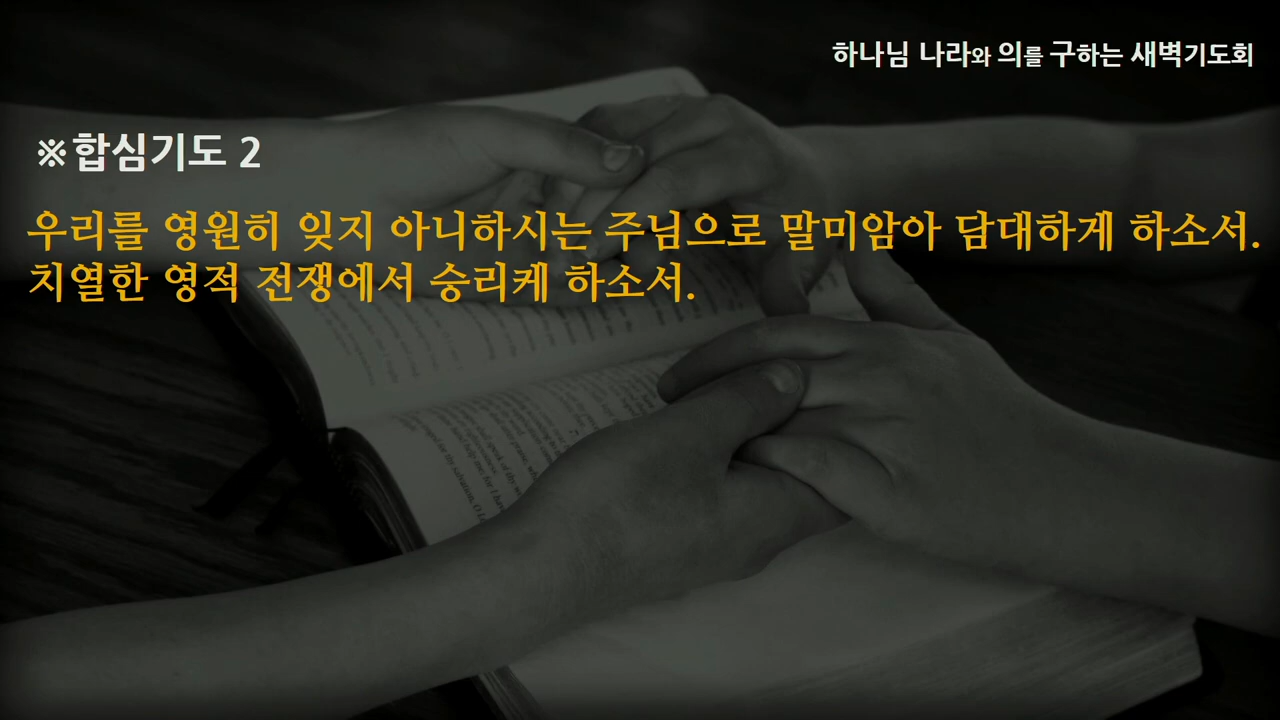 하나님 나라와 의를 구하는 새벽기도회
※합심기도 2
우리를 영원히 잊지 아니하시는 주님으로 말미암아 담대하게 하소서.
치열한 영적 전쟁에서 승리케 하소서.